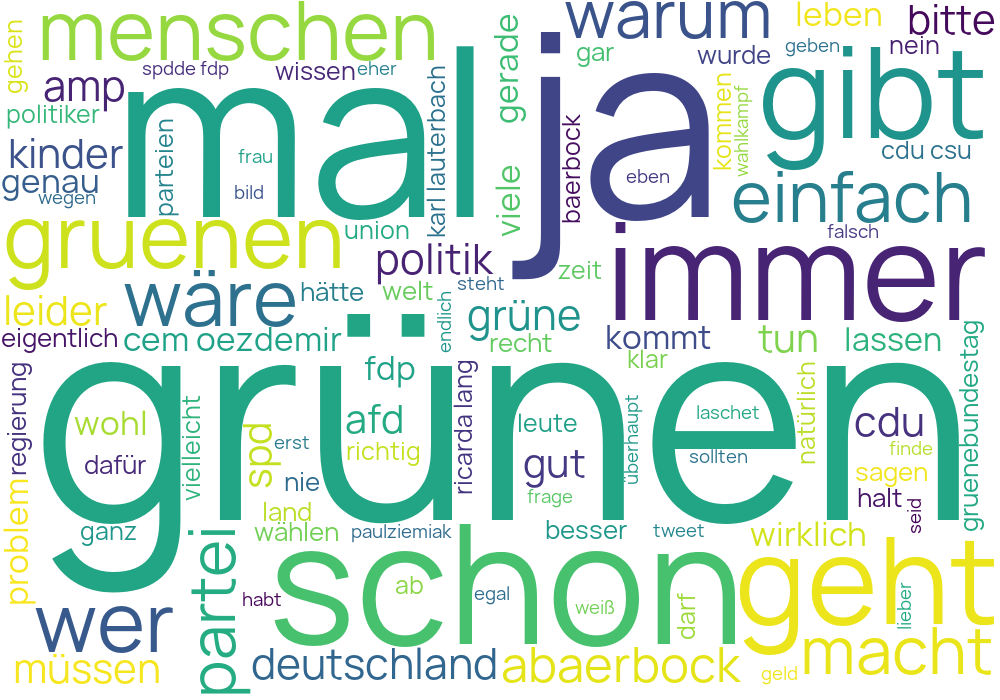 gehen
menschen
gerade
warum
leben
bitte
gar
wurde
geben
nein
amp
spdde fdp
wissen
eher
mal
ja
gibt
politiker
kinder
genau
wegen
parteien
frau
bild
karl lauterbach
viele
baerbock
eben
kommen
wahlkampf
cdu csu
einfach
gruenen
union
politik
zeit
immer
falsch
leider
wäre
hätte
welt
steht
endlich
grüne
eigentlich
cem oezdemir
recht
kommt
klar
tun
lassen
gruenebundestag
grünen
fdp
regierung
wohl
dafür
vielleicht
spd
erst
afd
richtig
nie
ricarda lang
leute
gut
frage
überhaupt
laschet
sollten
natürlich
cdu
finde
sagen
halt
seid
problem
ganz
land
wählen
paulziemiak
besser
tweet
wirklich
partei
schon
geht
wer
habt
ab
egal
weiß
darf
lieber
müssen
deutschland
abaerbock
macht
geld